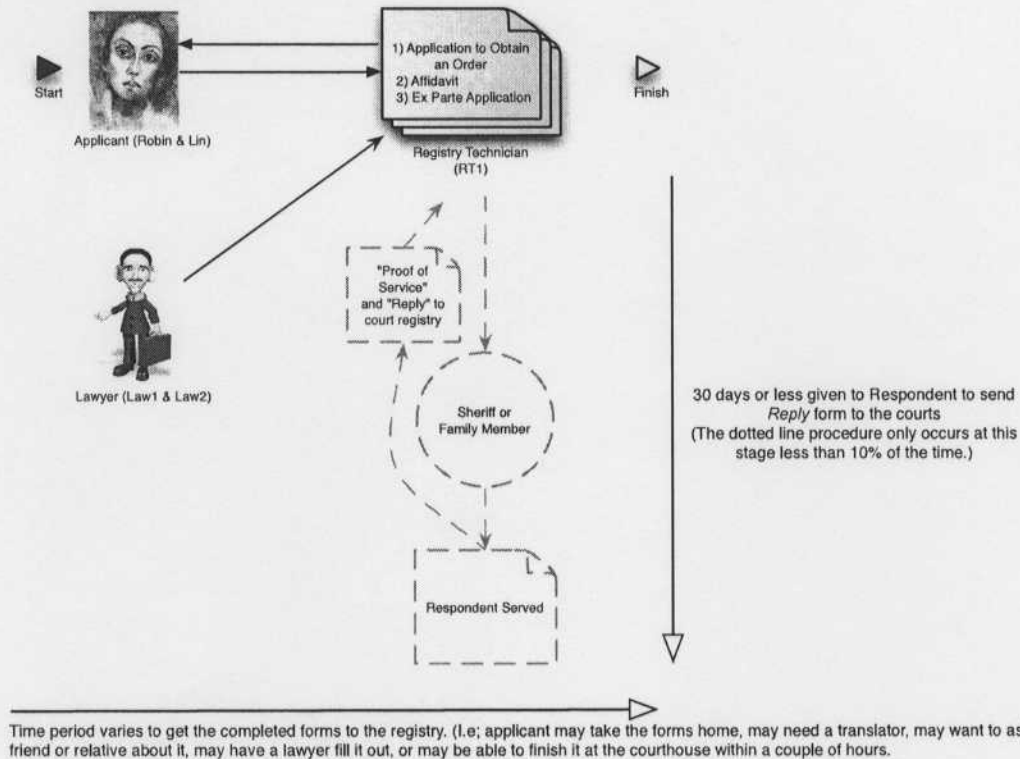 1) Application to Obtain
an Order
2) Affidavit
3) Ex Parte Application
Start
Finish
Applicant (Robin & Lin)
Registry Technician
(RT1)
"Proof of
Service"
and "Reply" to
court registry
Lawyer (Law1 & Law2)
Sheriff or
Family Member
30 days or less given to Respondent to send
Reply form to the courts
(The dotted line procedure only occurs at this
stage less than 10% of the time.)
Respondent Served
Time period varies to get the completed forms to the registry. (I.e; applicant may take the forms home, may need a translator, may want to as
friend or relative about it, may have a lawyer fill it out, or may be able to finish it at the courthouse within a couple of hours.